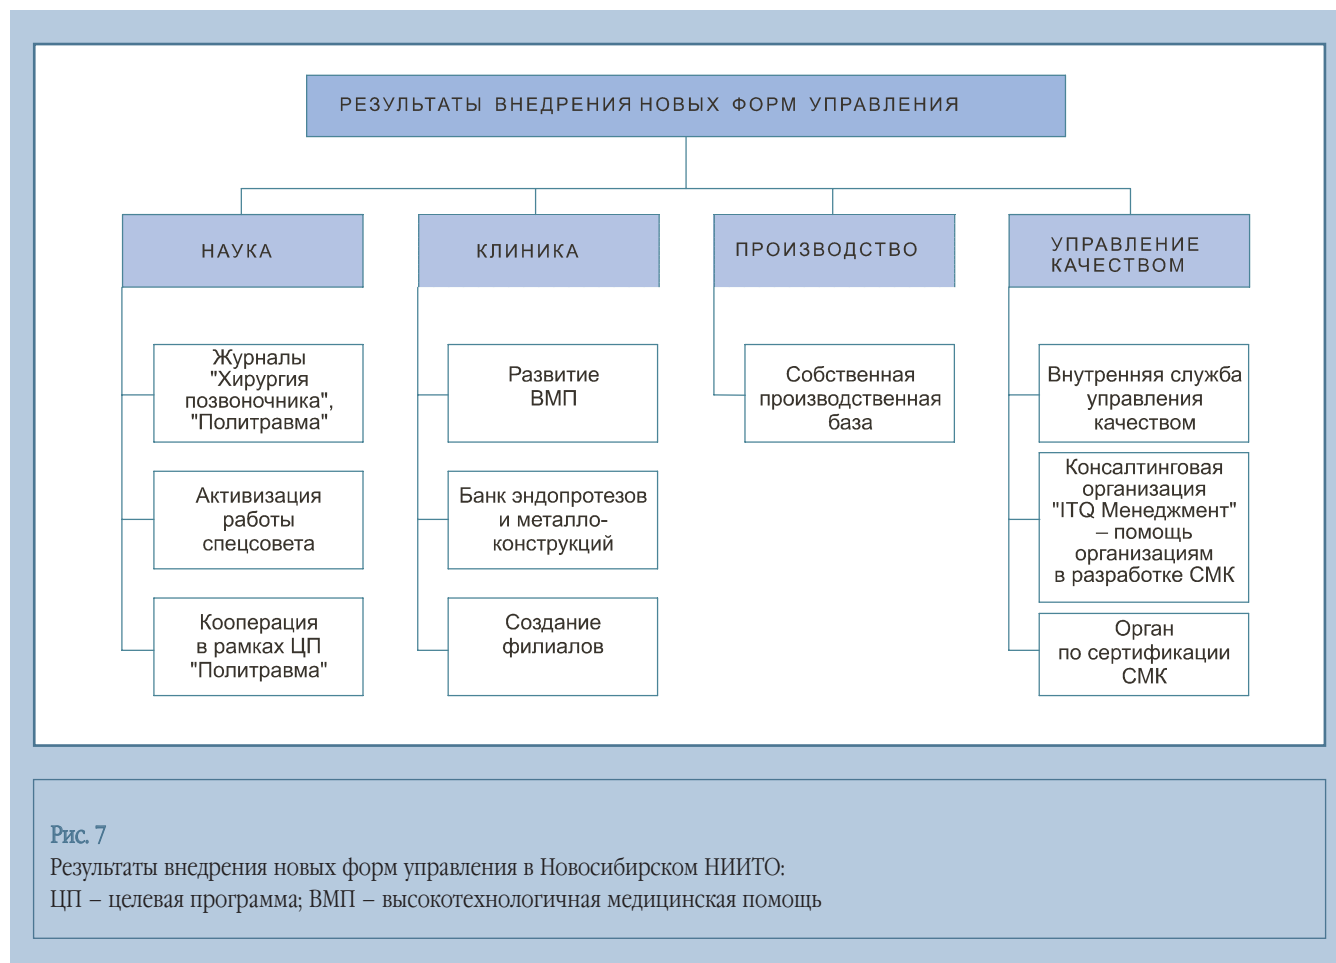 РЕЗУЛЬТАТЫ ВНЕДРЕНИЯ НОВЫХ ФОРМ УПРАВЛЕНИЯ
НАУКА
Журналы
"Хирургия
позвоночника",
"Политравма"
Активизация
работы
спецсовета
Кооперация
в рамках ЦП
"Политравма"
КЛИНИКА
Развитие
ВМП
Банк эндопротезов
и металло-
конструкций
Создание
филиалов
ПРОИЗВОДСТВО
Собственная
производственная
база
УПРАВЛЕНИЕ
КАЧЕСТВОМ
Внутренняя служба
управления
качеством
Консалтинговая
организация
"ITQ Менеджмент"
– помощь
организациям
в разработке СМК
Орган
по сертификации
СМК
Рис. 7
Результаты внедрения новых форм управления в Новосибирском НИИТО:
ЦП – целевая программа; ВМП – высокотехнологичная медицинская помощь